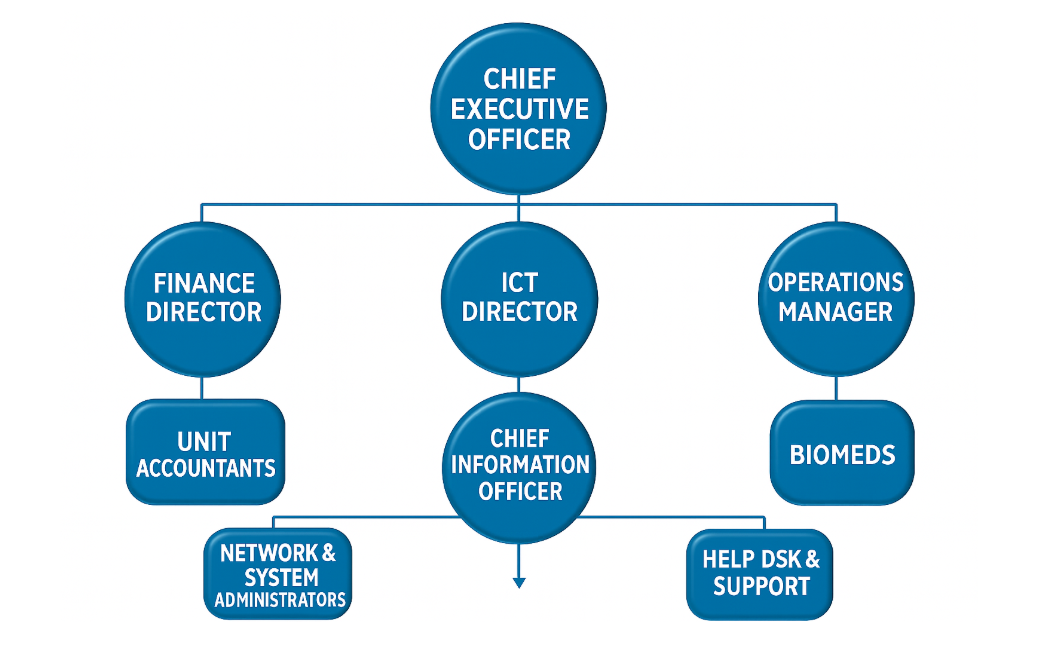 CHIEF
EXECUTIVE
OFFICER
FINANCE
DIRECTOR
ICT
DIRECTOR
OPERATIONS
MANAGER
UNIT
ACCOUNTANTS
CHIEF
INFORMATION
OFFICER
BIOMEDS
NETWORK &
SYSTEM
ADMINISTRATORS
HELP DSK &
SUPPORT